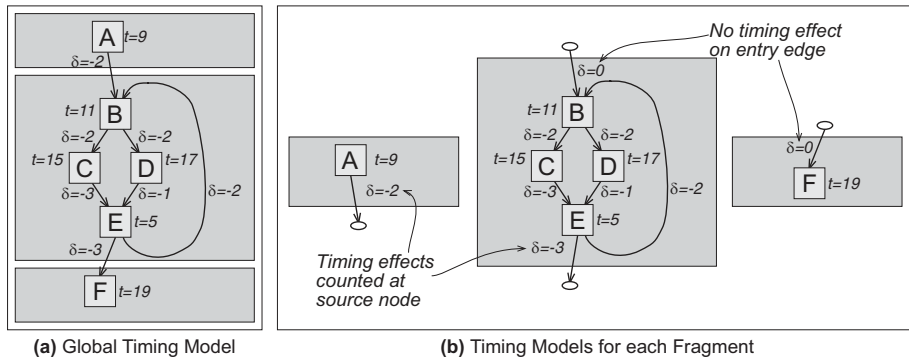 A
t=9
δ=-2
t=11
B
δ=-2
δ=-2
t=15
C
D
t=17
δ=-3
δ=-1
δ=-2
E
t=5
δ=-3
F
t=19
(a) Global Timing Model
No timing effect
on entry edge
δ=0
t=11
B
δ=-2
δ=-2
A
t=9
t=15
C
D
t=17
δ=-2
δ=-3
δ=-1
δ=-2
E
t=5
δ=-3
δ=0
F
t=19
Timing effects
counted at
source node
(b) Timing Models for each Fragment